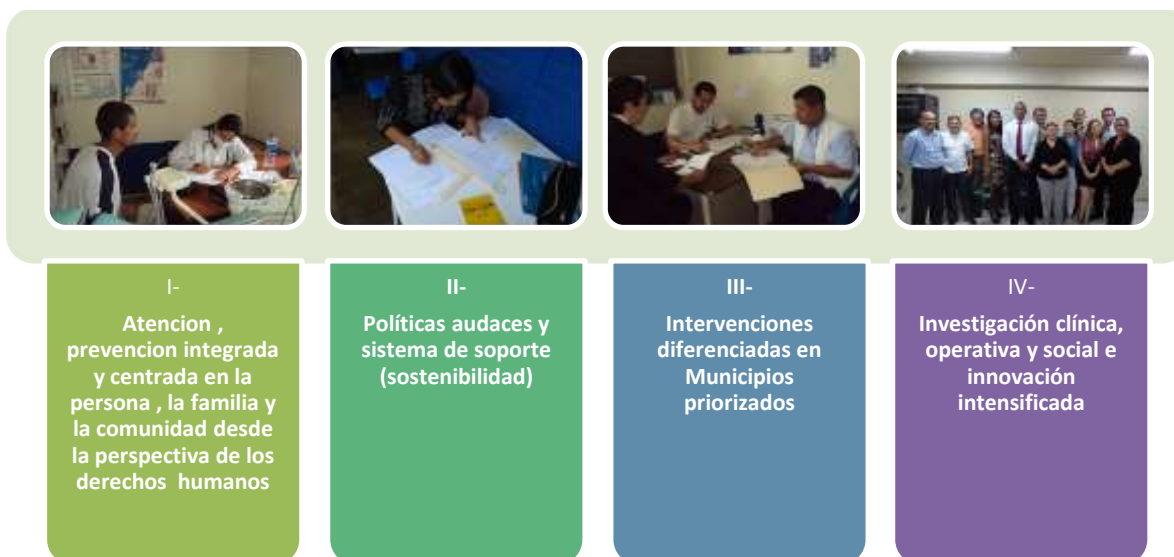 I-
Atencion ,
prevencion integrada
y centrada en la
persona , la familia y
la comunidad desde
la perspectiva de los
derechos  humanos
II-
Políticas audaces y
sistema de soporte
(sostenibilidad)
III-
Intervenciones
diferenciadas en
Municipios
priorizados
IV-
Investigación clínica,
operativa y social e
innovación
intensificada